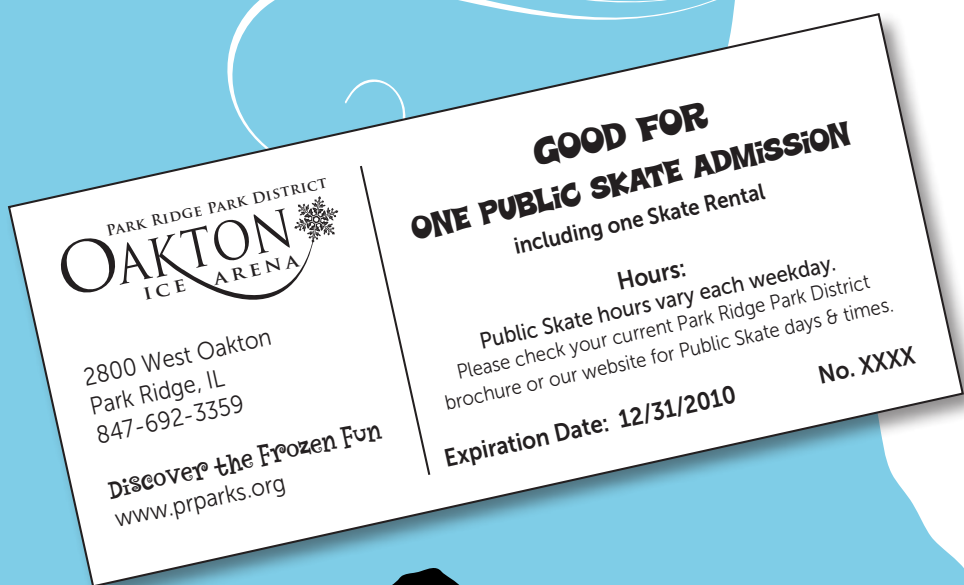 PARK RIDGE PARK DISTRICT
OAKTON
ICE ARENA
2800 West Oakton
Park Ridge, IL
847-692-3359
Discover the Frozen Fun
www.prparks.org
GOOD FOR
ONE PUBLiC SKATE ADMiSSiON
including one Skate Rental
Hours:
Public Skate hours vary each weekday.
Please check your current Park Ridge Park District
brochure or our website for Public Skate days & times.
Expiration Date: 12/31/2010
No. XXXX